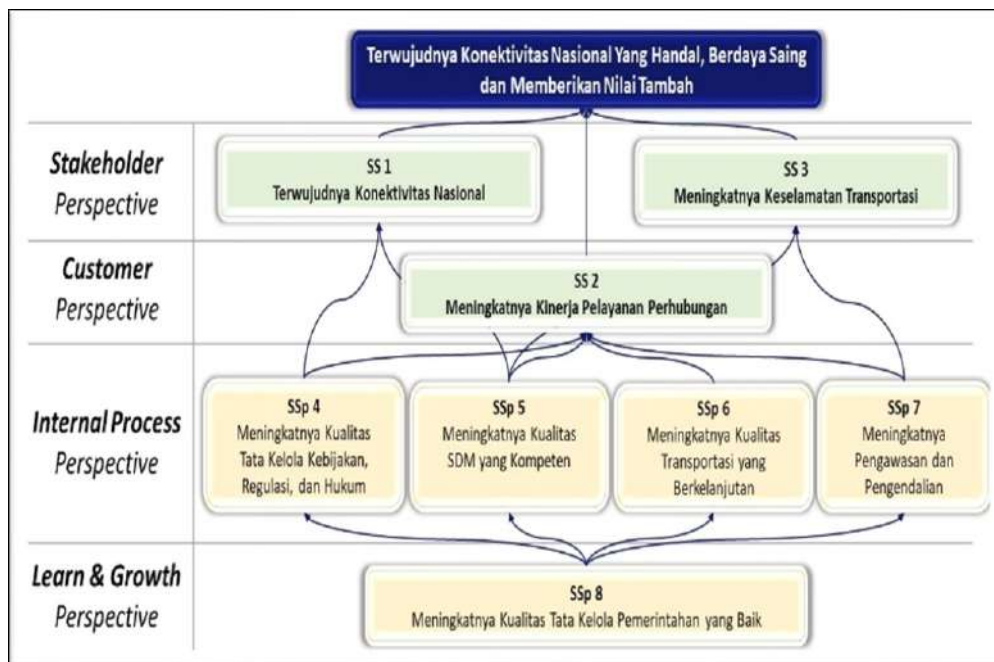 Terwujudnya Konektivitas Nasional Yang Handal, Berdaya Saing
dan Memberikan Nilai Tambah
Stakeholder
Perspective
SS 1
Terwujudnya Konektivitas Nasional
SS 3
Meningkatnya Keselamatan Transportasi
Customer
Perspective
SS 2
Meningkatnya Kinerja Pelayanan Perhubungan
Internal Process
Perspective
SSp 4
Meningkatnya Kualitas
Tata Kelola Kebijakan,
Regulasi, dan Hukum
SSp 5
Meningkatnya Kualitas
SDM yang Kompeten
SSp 6
Meningkatnya Kualitas
Transportasi yang
Berkelanjutan
SSp 7
Meningkatnya
Pengawasan dan
Pengendalian
Learn & Growth
Perspective
SSp 8
Meningkatnya Kualitas Tata Kelola Pemerintahan yang Baik